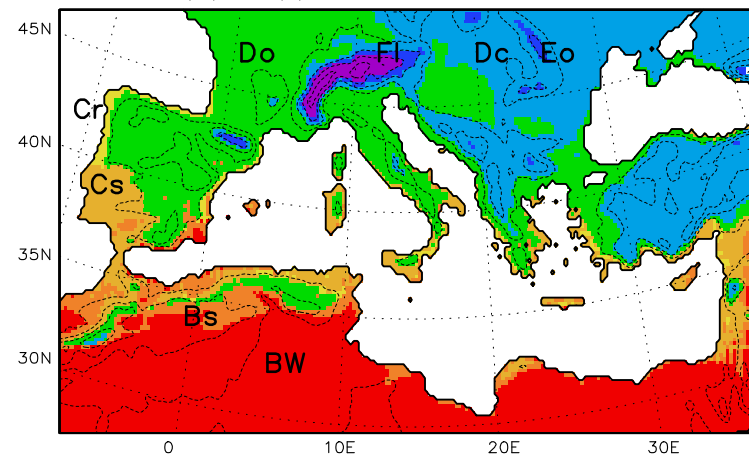 45N
Do Fl Dc Eo
Cr
40N
Cs
35N
Bs
30N
BW
0 10E 20E 30E